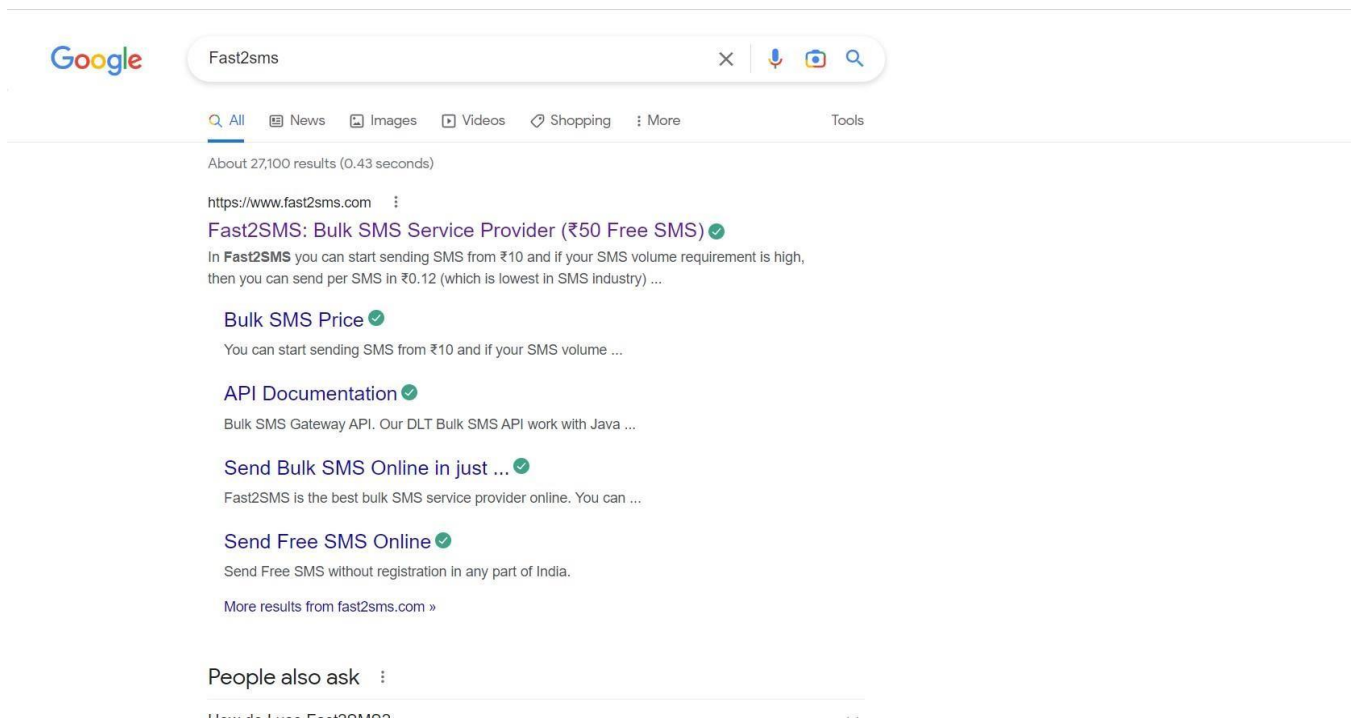 Google
Fast2sms
All News Images Videos Shopping More Tools
About 27,100 results (0.43 seconds)
https://www.fast2sms.com
Fast2SMS: Bulk SMS Service Provider (₹50 Free SMS)
In Fast2SMS you can start sending SMS from ₹10 and if your SMS volume requirement is high,
then you can send per SMS in ₹0.12 (which is lowest in SMS industry) ...
Bulk SMS Price
You can start sending SMS from ₹10 and if your SMS volume ...
API Documentation
Bulk SMS Gateway API. Our DLT Bulk SMS API work with Java ...
Send Bulk SMS Online in just ...
Fast2SMS is the best bulk SMS service provider online. You can ...
Send Free SMS Online
Send Free SMS without registration in any part of India.
More results from fast2sms.com »
People also ask
How do I use Fast2SMS?